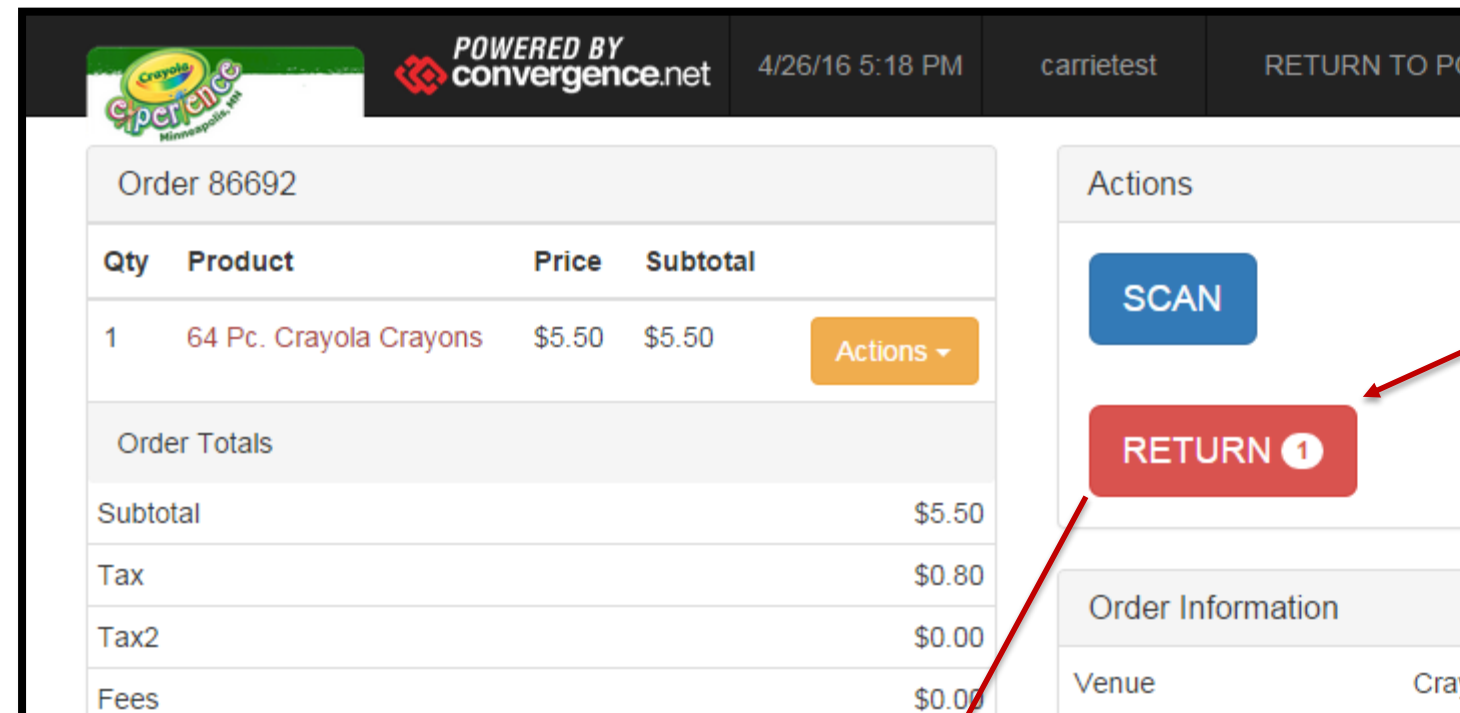 Crayola
Experience
Minneapolis, MN
POWERED BY
convergence.net
4/26/16 5:18 PM
carrietest
RETURN TO
Order 86692
Qty Product Price Subtotal
1 64 Pc. Crayola Crayons $5.50 $5.50 Actions
Order Totals
Subtotal $5.50
Tax $0.80
Tax2 $0.00
Fees $0.00
Actions
SCAN
RETURN 1
Order Information
Venue